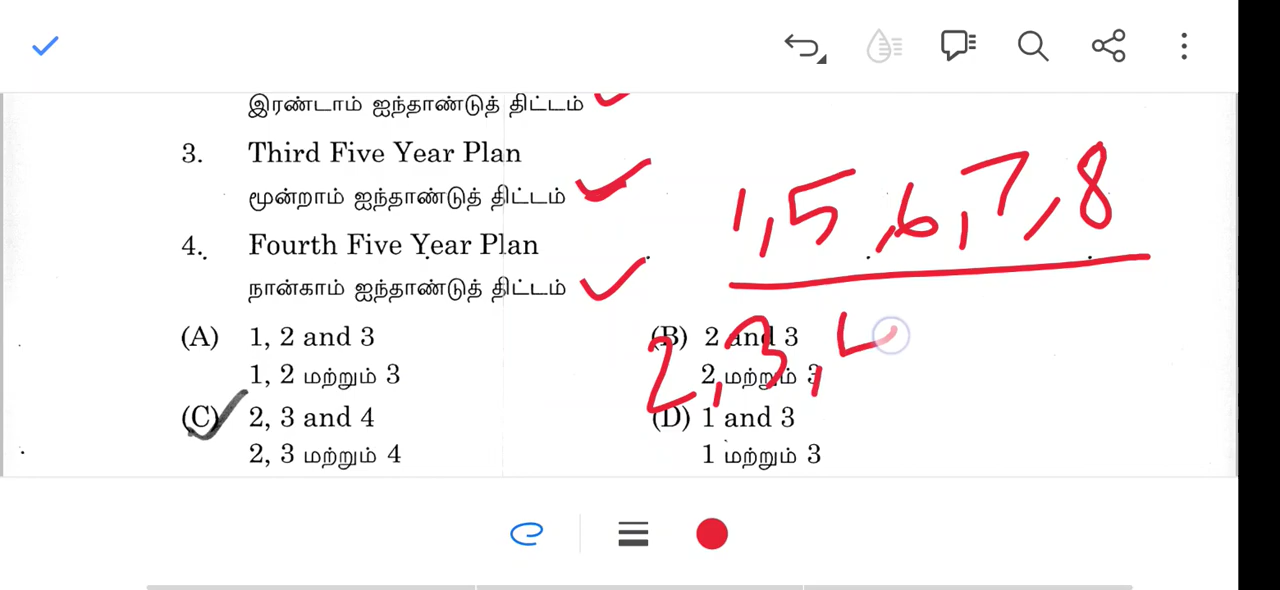 இரண்டாம் ஐந்தாண்டுத் திட்டம்
3. Third Five Year Plan
மூன்றாம் ஐந்தாண்டுத் திட்டம்
4. Fourth Five Year Plan
நான்காம் ஐந்தாண்டுத் திட்டம்
1,5,6,7,8
2,3,4
(A) 1, 2 and 3
1, 2 மற்றும் 3
(B) 2 and 3
2 மற்றும் 3
(C) 2, 3 and 4
2, 3 மற்றும் 4
(D) 1 and 3
1 மற்றும் 3